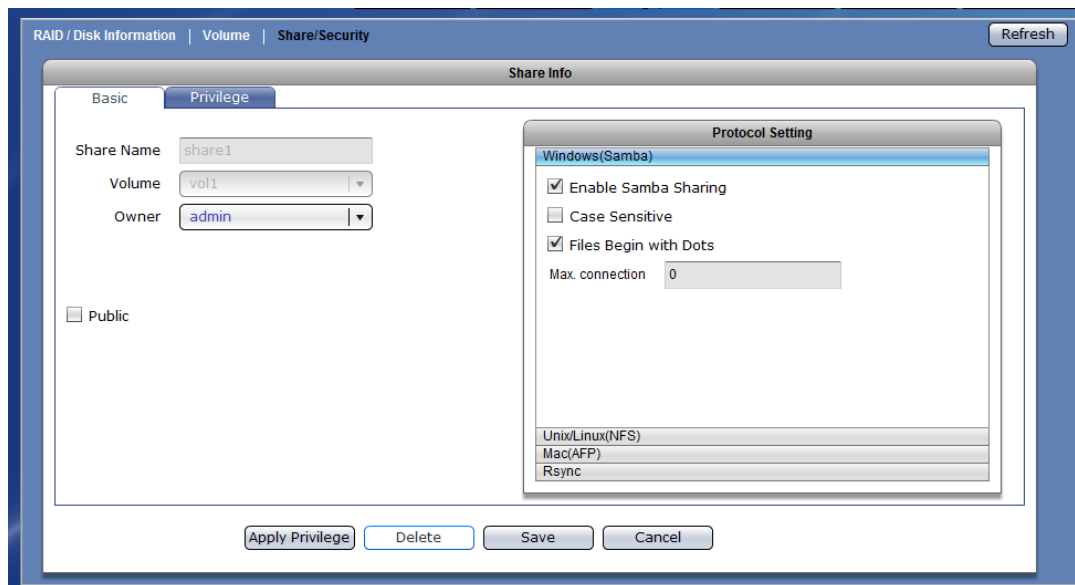 RAID / Disk Information | Volume | Share/Security
Refresh
Share Info
Basic
Privilege
Share Name share1
Volume vol1
Owner admin
Public
Protocol Setting
Windows(Samba)
Enable Samba Sharing
Case Sensitive
Files Begin with Dots
Max. connection 0
Unix/Linux(NFS)
Mac(AFP)
Rsync
Apply Privilege
Delete
Save
Cancel